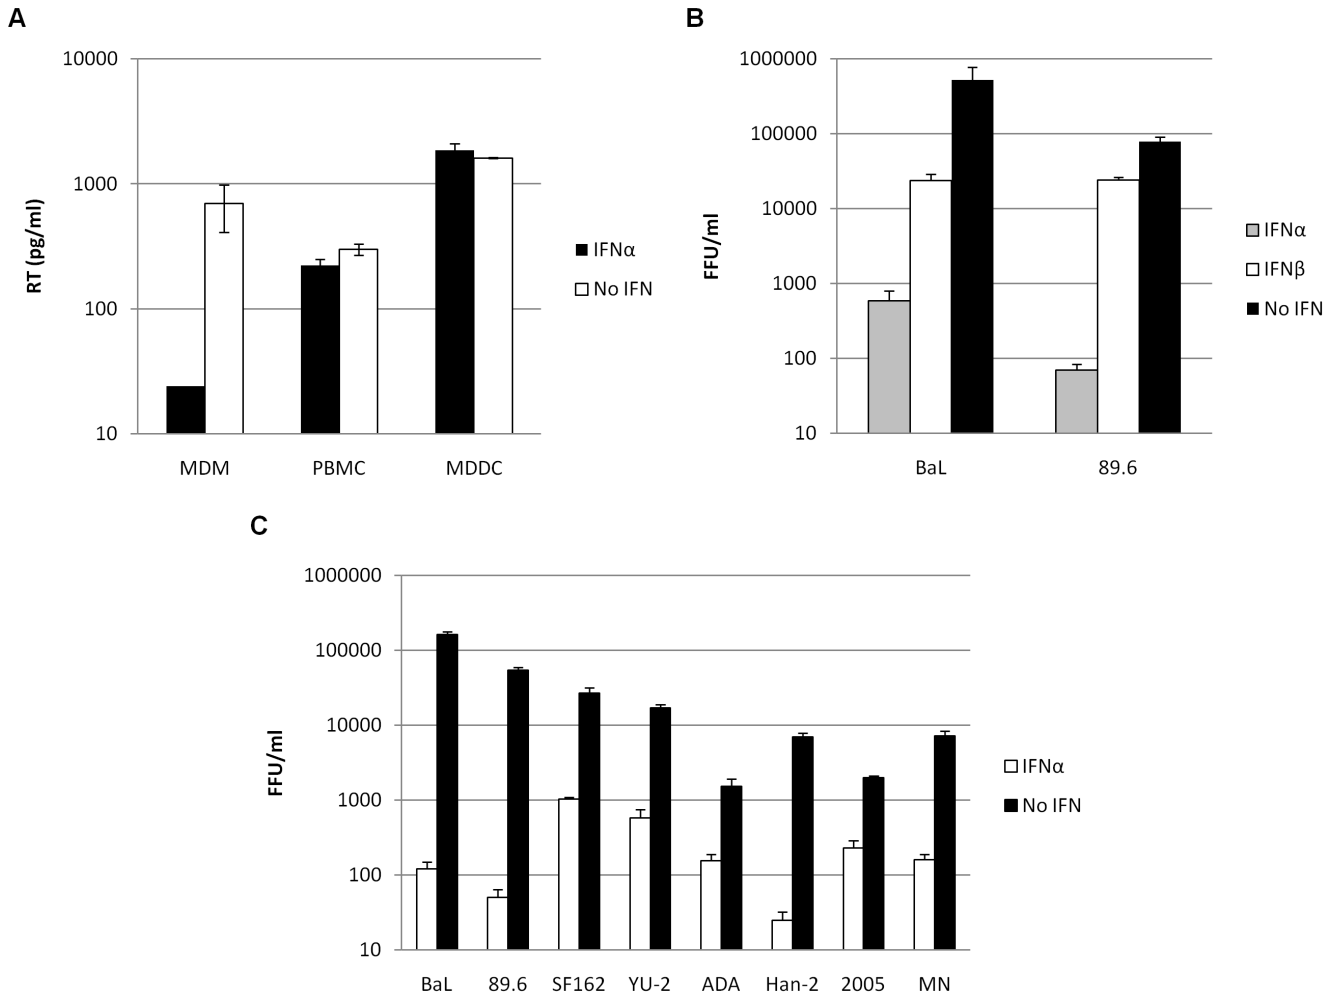 A
10000
1000
100
10
RT (pg/ml)
MDM PBMC MDDC
IFNα
No IFN
B
1000000
100000
10000
1000
100
10
FFU/ml
BaL 89.6
IFNα
IFNβ
No IFN
C
1000000
100000
10000
1000
100
10
FFU/ml
BaL 89.6 SF162 YU-2 ADA Han-2 2005 MN
IFNα
No IFN